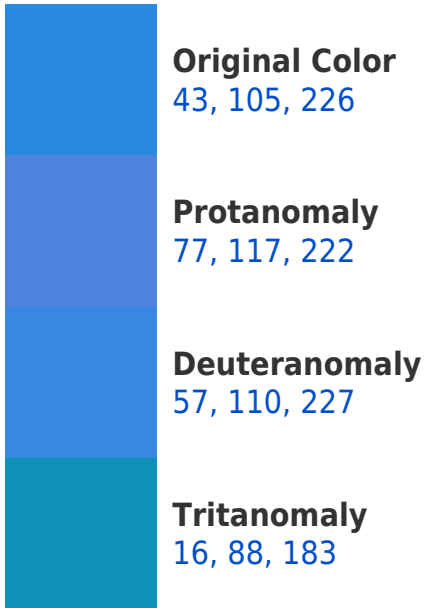 Original Color
43, 105, 226
Protanomaly
77, 117, 222
Deuteranomaly
57, 110, 227
Tritanomaly
16, 88, 183